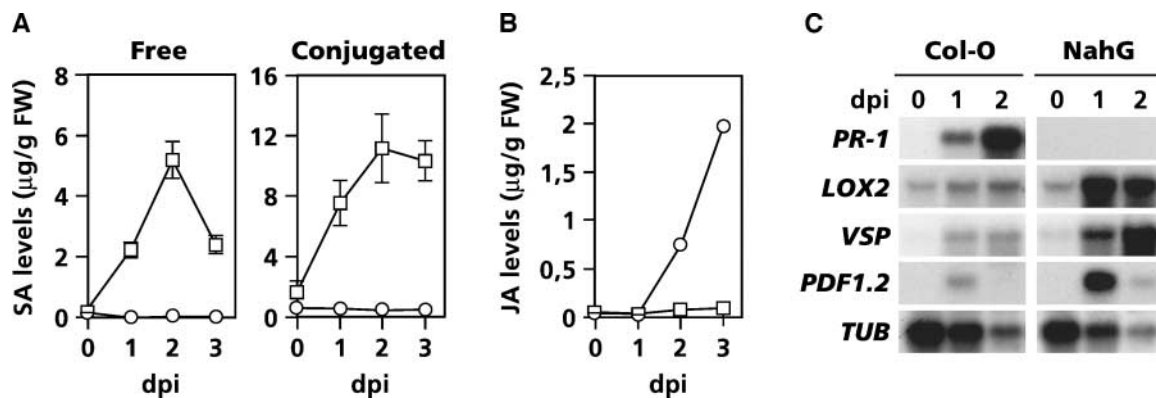 A
Free
Conjugated
SA levels (µg/g FW)
8
6
4
2
0
16
12
8
4
0
0 1 2 3
0 1 2 3
dpi
dpi
B
JA levels (µg/g FW)
2,5
2
1,5
1
0,5
0
0 1 2 3
dpi
C
Col-O NahG
dpi 0 1 2 0 1 2
PR-1
LOX2
VSP
PDF1.2
TUB